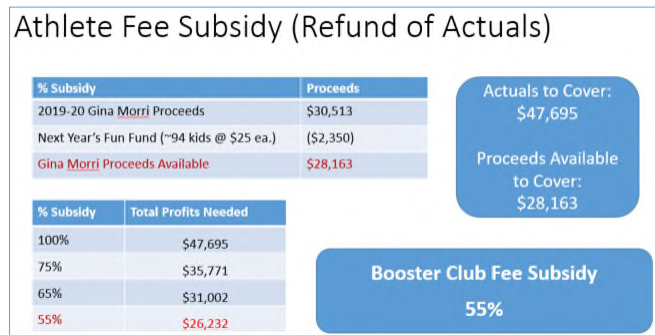 Athlete Fee Subsidy (Refund of Actuals)
% Subsidy Proceeds
2019-20 Gina Morri Proceeds $30,513
Next Year's Fun Fund (~94 kids @ $25 ea.) ($2,350)
Gina Morri Proceeds Available $28,163
Actuals to Cover:
$47,695
Proceeds Available
to Cover:
$28,163
% Subsidy Total Profits Needed
100% $47,695
75% $35,771
65% $31,002
55% $26,232
Booster Club Fee Subsidy
55%